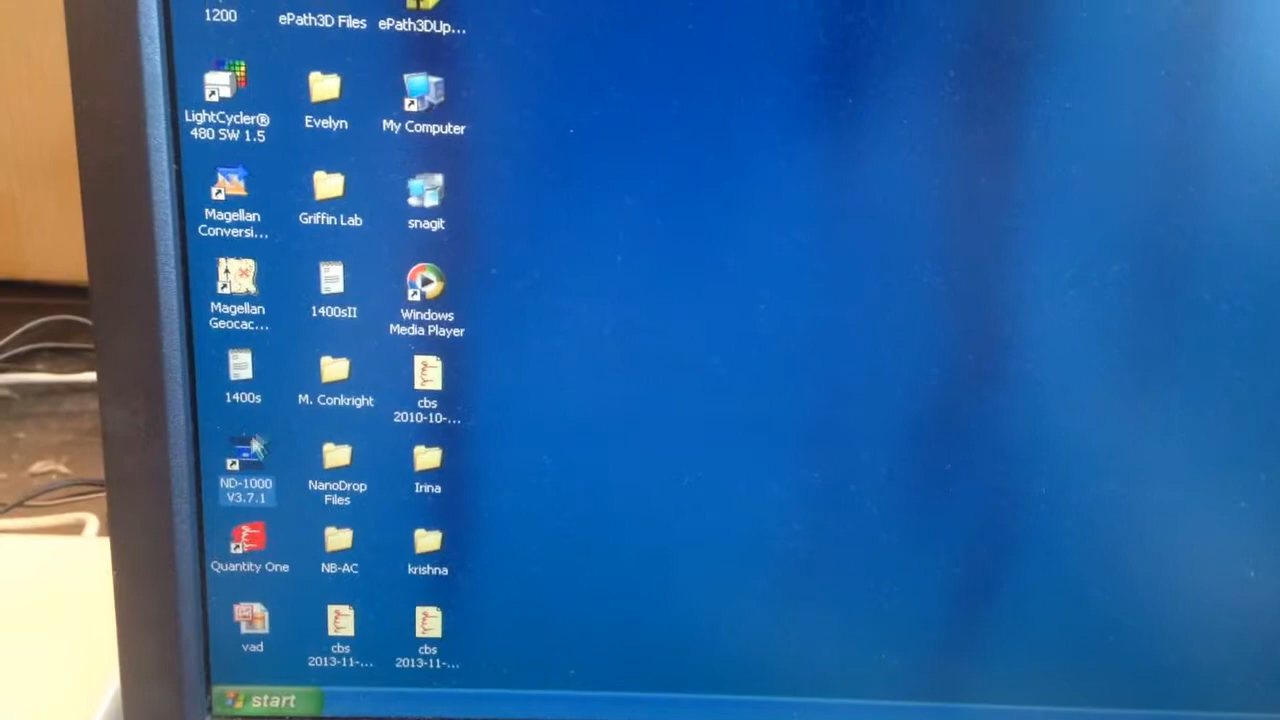 1200
ePath3D Files
ePath3DUp...
LightCycler®
480 SW 1.5
Evelyn
My Computer
Magellan
Conversi...
Griffin Lab
snagit
Magellan
Geocac...
1400sII
Windows
Media Player
1400s
M. Conkright
cbs
2010-10-...
ND-1000
V3.7.1
NanoDrop
Files
Irina
Quantity One
NB-AC
krishna
vad
cbs
2013-11-...
cbs
2013-11-...
start